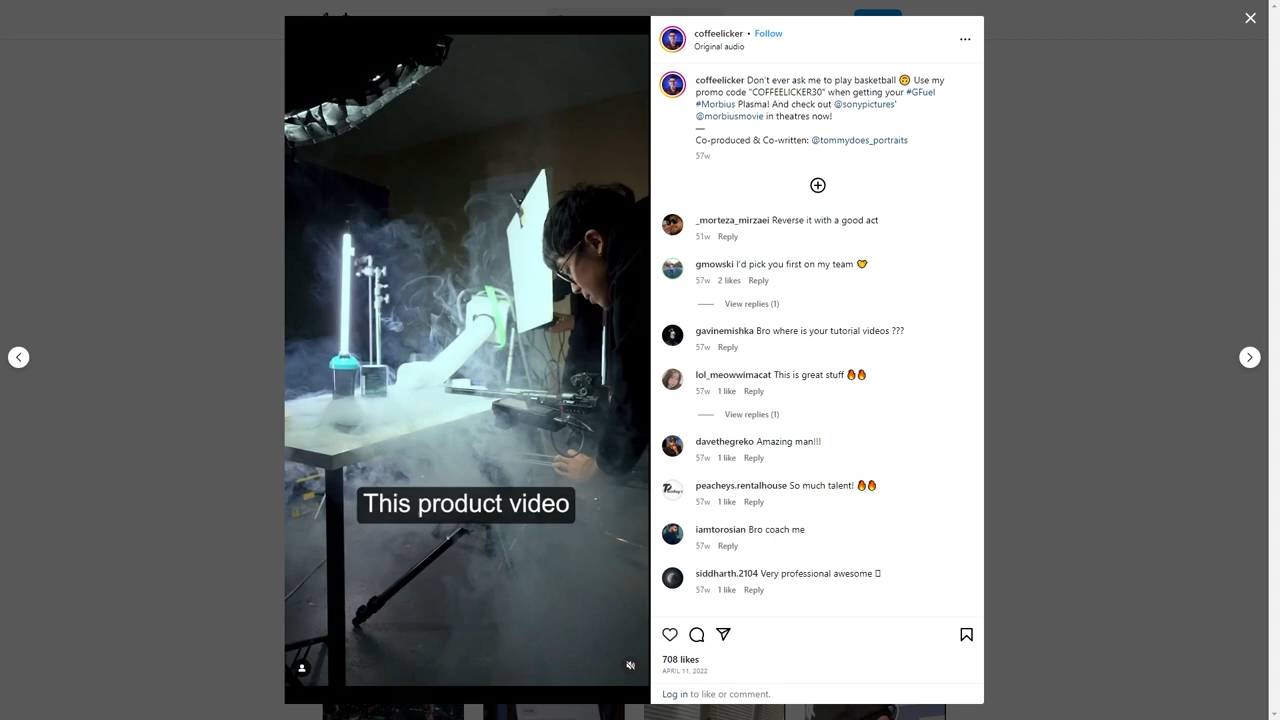 coffeelicker • Follow
Original audio
coffeelicker Don't ever ask me to play basketball 🙃 Use my
promo code "COFFEELICKER30" when getting your #GFuel
#Morbius Plasma! And check out @sonypictures'
@morbiusmovie in theatres now!
—
Co-produced & Co-written: @tommydoes_portraits
57w
_morteza_mirzaei Reverse it with a good act
51w Reply
gmowski I'd pick you first on my team 🤝
57w 2 likes Reply
View replies (1)
gavinemishka Bro where is your tutorial videos ???
57w Reply
lol_meowwimacat This is great stuff 🔥🔥
57w 1 like Reply
View replies (1)
davethegreko Amazing man!!!
57w 1 like Reply
peacheys.rentalhouse So much talent! 🔥🔥
57w 1 like Reply
iamtorosian Bro coach me
57w Reply
siddharth.2104 Very professional awesome
57w 1 like Reply
This product video
708 likes
APRIL 11, 2022
Log in to like or comment.